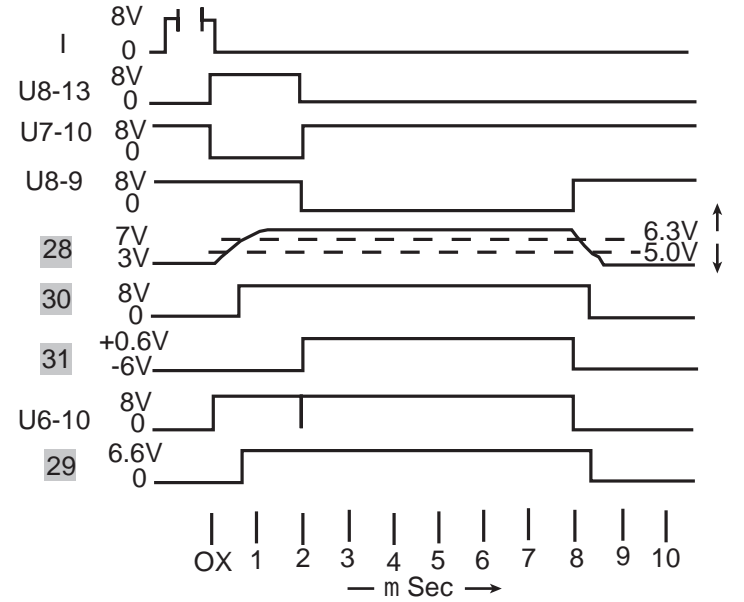 I 8V 0
U8-13 8V 0
U7-10 8V 0
U8-9 8V 0
28 7V 3V 6.3V 5.0V
30 8V 0
31 +0.6V -6V
U6-10 8V 0
29 6.6V 0
OX 1 2 3 4 5 6 7 8 9 10
m Sec